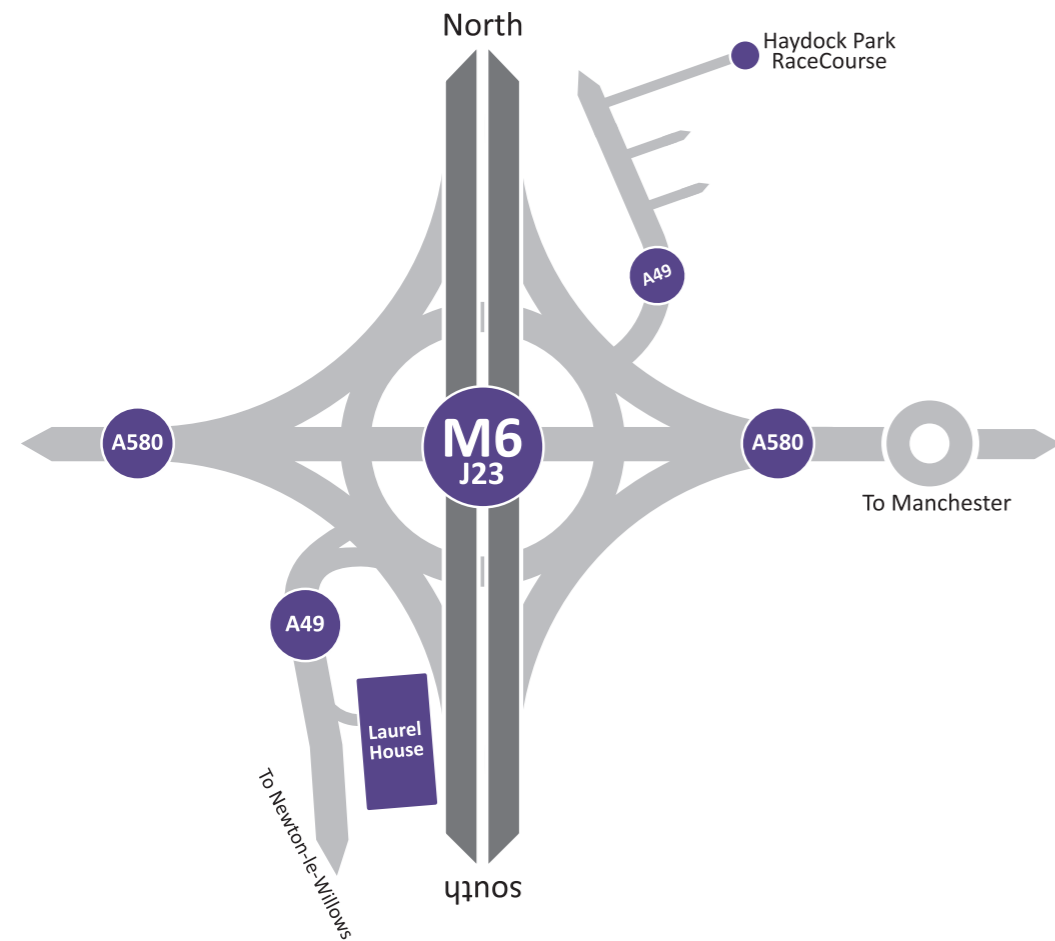 North
Haydock Park
RaceCourse
A49
M6
J23
A580
A580
To Manchester
A49
Laurel
House
To Newton-le-Willows
south